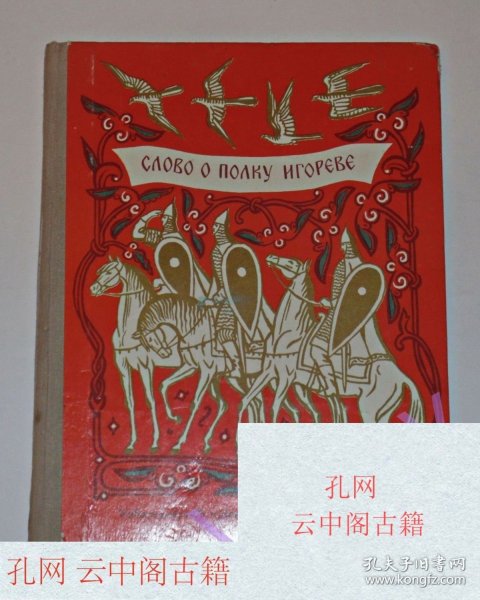 СЛОВО О ПОЛКУ ИГОРЕВЕ
孔网
云中阁古籍
孔网 云中阁古籍
孔夫子旧书网
www.kongfz.com